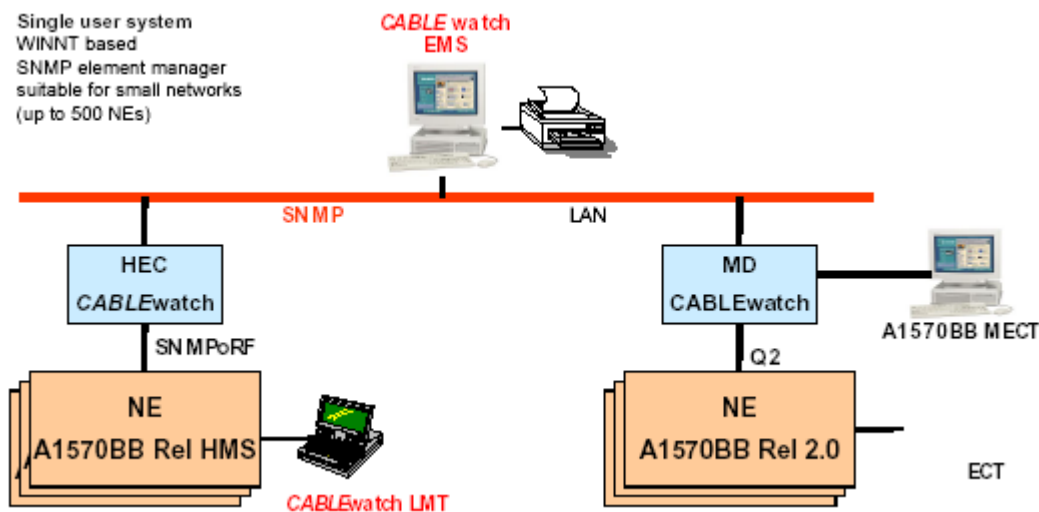 Single user system
WINNT based
SNMP element manager
suitable for small networks
(up to 500 NEs)
CABLE watch
EMS
SNMP
LAN
HEC
CABLEwatch
MD
CABLEwatch
A1570BB MECT
SNMPoRF
Q2
NE
A1570BB Rel HMS
NE
A1570BB Rel 2.0
ECT
CABLEwatch LMT